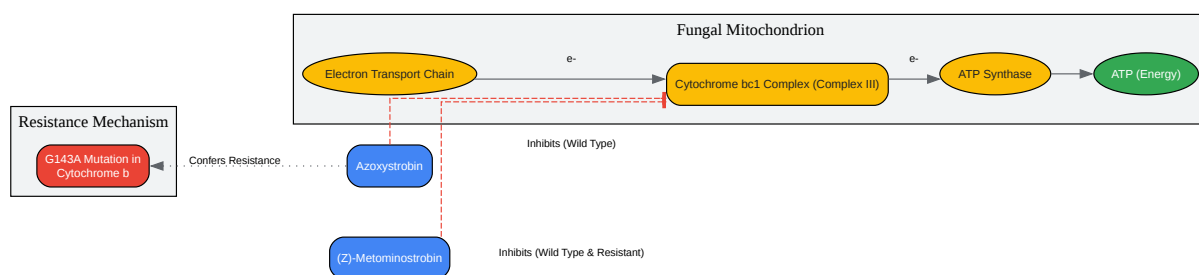 Fungal Mitochondrion
Electron Transport Chain
e-
Cytochrome bc1 Complex (Complex III)
e-
ATP Synthase
ATP (Energy)
Resistance Mechanism
G143A Mutation in
Cytochrome b
Confers Resistance
Azoxystrobin
Inhibits (Wild Type)
(Z)-Metominostrobin
Inhibits (Wild Type & Resistant)